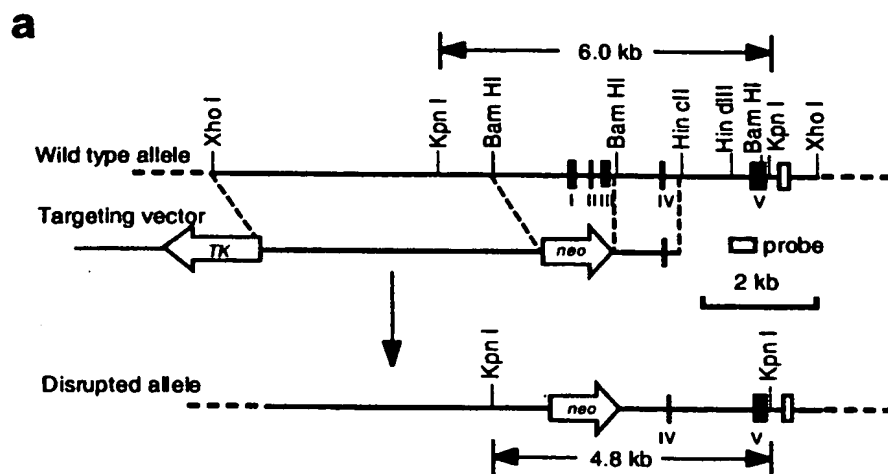 a
6.0 kb
Xho I
Kpn I
Bam HI
Bam HI
Hin cII
Hin dIII
Bam HI
Kpn I
Xho I
Wild type allele
I II III IV V
Targeting vector
TK
neo
probe
2 kb
Kpn I
Kpn I
Disrupted allele
neo
IV V
4.8 kb